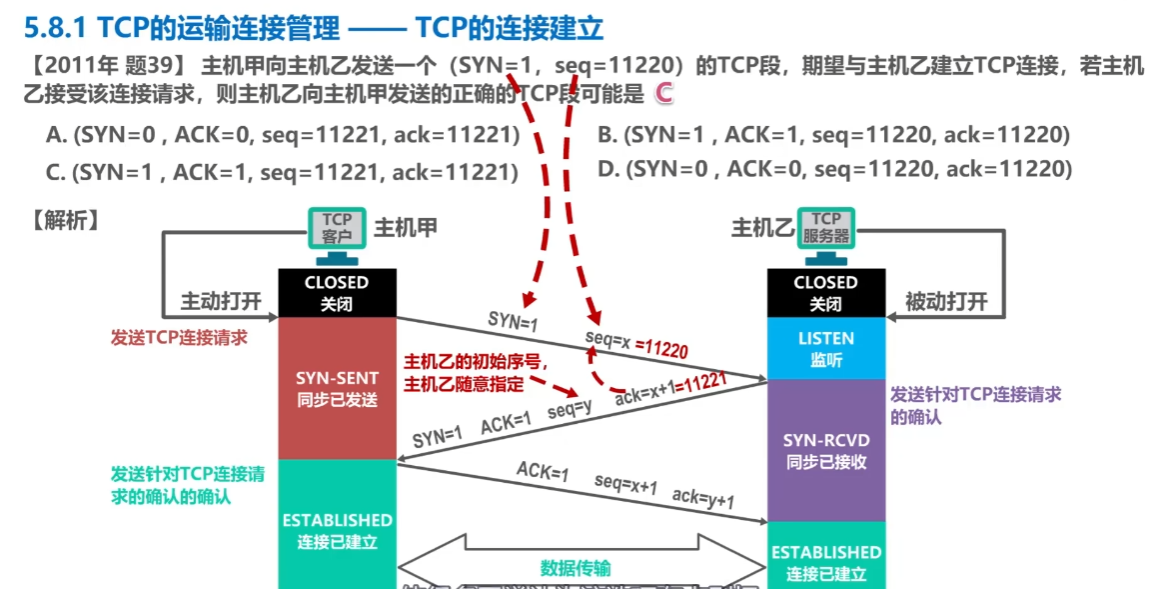 5.8.1 TCP的运输连接管理 —— TCP的连接建立
【2011年 题39】 主机甲向主机乙发送一个（SYN=1，seq=11220）的TCP段，期望与主机乙建立TCP连接，若主机
乙接受该连接请求，则主机乙向主机甲发送的正确的TCP段可能是 C
A. (SYN=0 , ACK=0, seq=11221, ack=11221)
B. (SYN=1 , ACK=1, seq=11220, ack=11220)
C. (SYN=1 , ACK=1, seq=11221, ack=11221)
D. (SYN=0 , ACK=0, seq=11220, ack=11220)
【解析】
TCP
客户
主机甲
主机乙
TCP
服务器
CLOSED
关闭
CLOSED
关闭
主动打开
被动打开
发送TCP连接请求
SYN=1 seq=x =11220
LISTEN
监听
主机乙的初始序号，
主机乙随意指定
SYN-SENT
同步已发送
SYN=1 ACK=1 seq=y ack=x+1=11221
发送针对TCP连接请求
的确认
SYN-RCVD
同步已接收
发送针对TCP连接请
求的确认的确认
ACK=1 seq=x+1 ack=y+1
ESTABLISHED
连接已建立
ESTABLISHED
连接已建立
数据传输